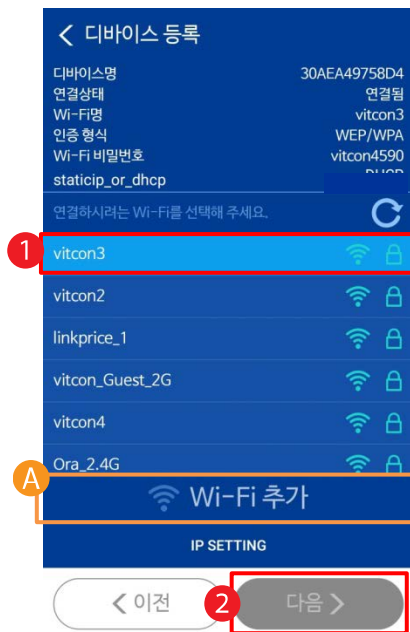 < 디바이스 등록
디바이스명 30AEA49758D4
연결상태 연결됨
Wi-Fi명 vitcon3
인증 형식 WEP/WPA
Wi-Fi 비밀번호 vitcon4590
staticip_or_dhcp DHCP
연결하시려는 Wi-Fi를 선택해 주세요.
1 vitcon3
vitcon2
linkprice_1
vitcon_Guest_2G
vitcon4
Ora_2.4G
A Wi-Fi 추가
IP SETTING
< 이전 2 다음 >